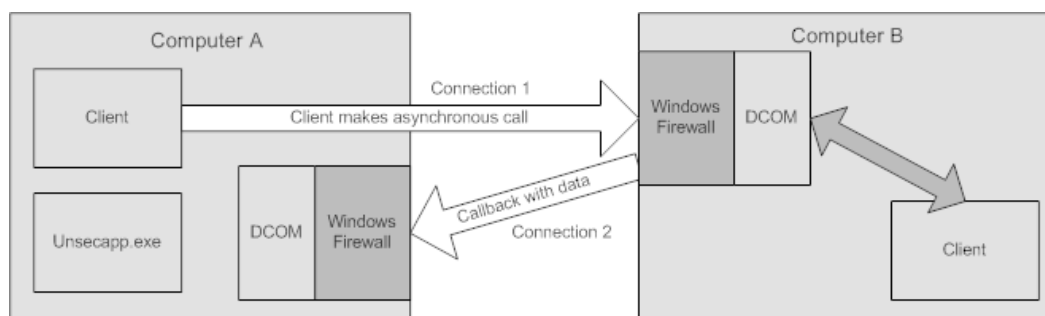 Computer A
Client
Unsecapp.exe
DCOM
Windows
Firewall
Connection 1
Client makes asynchronous call
Callback with data
Connection 2
Computer B
Windows
Firewall
DCOM
Client